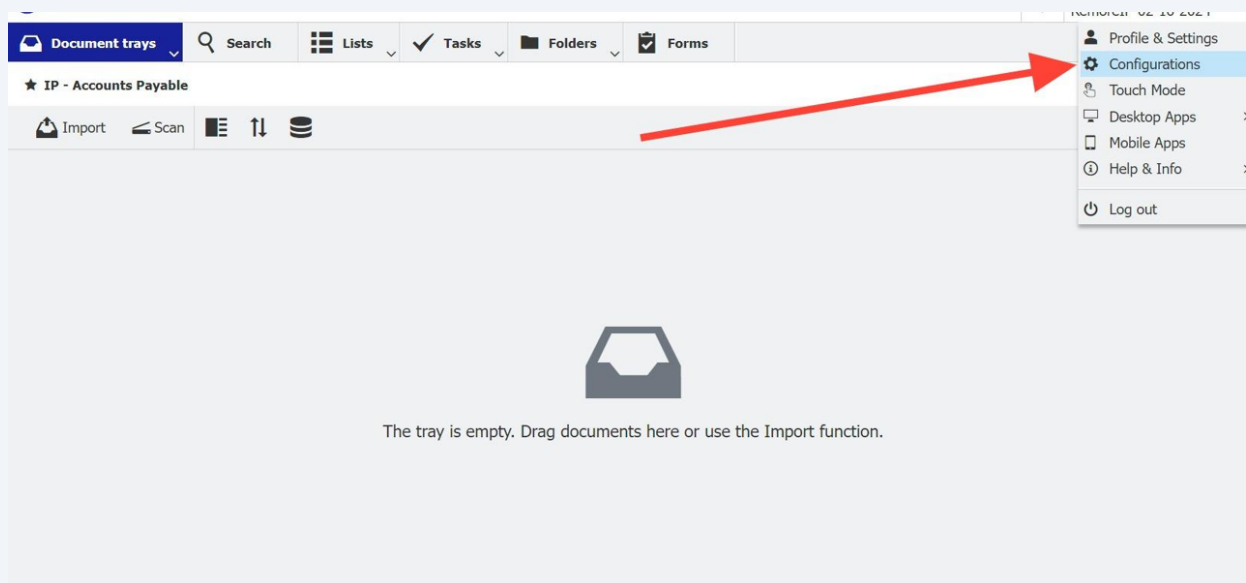 Document trays Search Lists Tasks Folders Forms
IP - Accounts Payable
Import Scan
Profile & Settings
Configurations
Touch Mode
Desktop Apps
Mobile Apps
Help & Info
Log out
The tray is empty. Drag documents here or use the Import function.